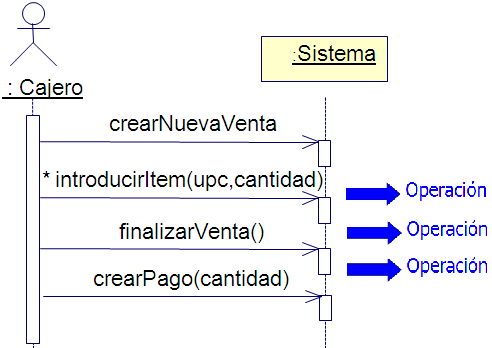 :Sistema
: Cajero
crearNuevaVenta
* introducirItem(upc,cantidad)
Operación
finalizarVenta()
Operación
crearPago(cantidad)
Operación